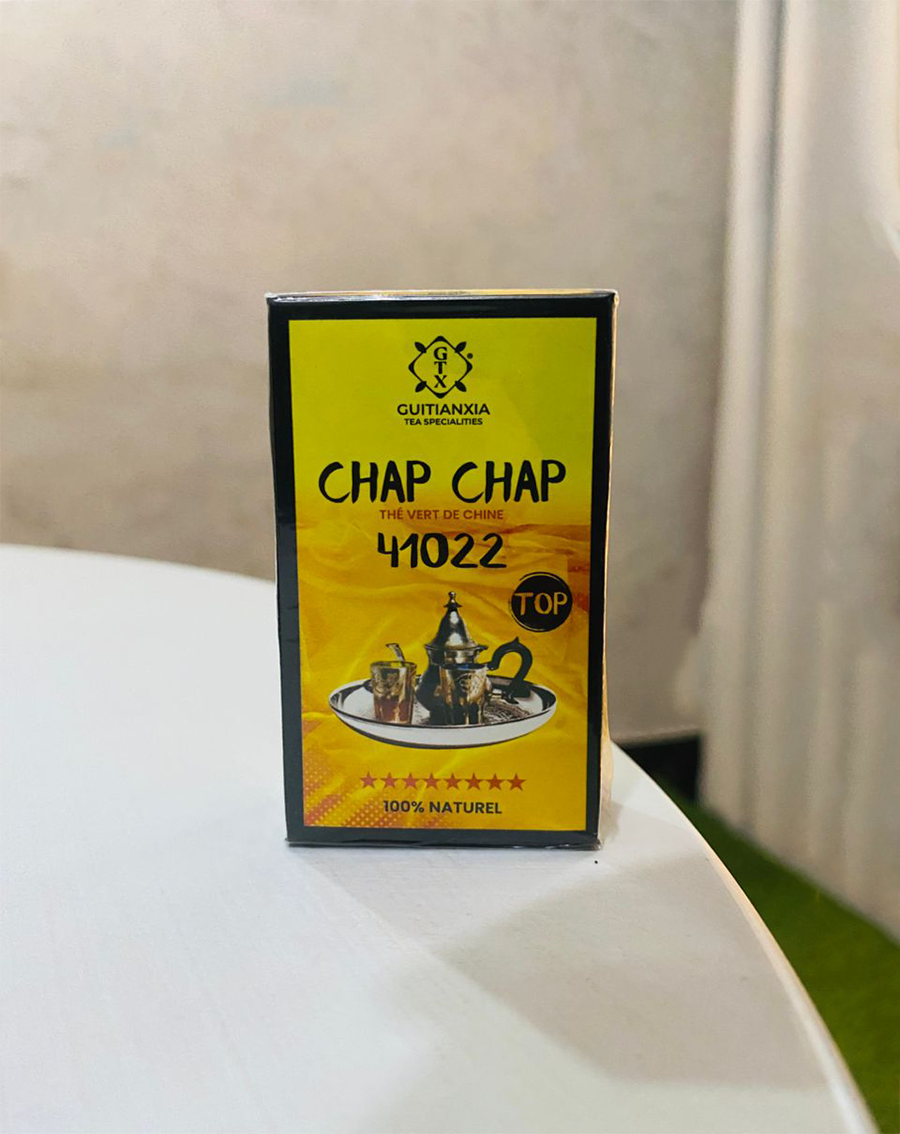 GTX
®
GUITIANXIA
TEA SPECIALITIES
CHAP CHAP
THÉ VERT DE CHINE
41022
TOP
100% NATUREL